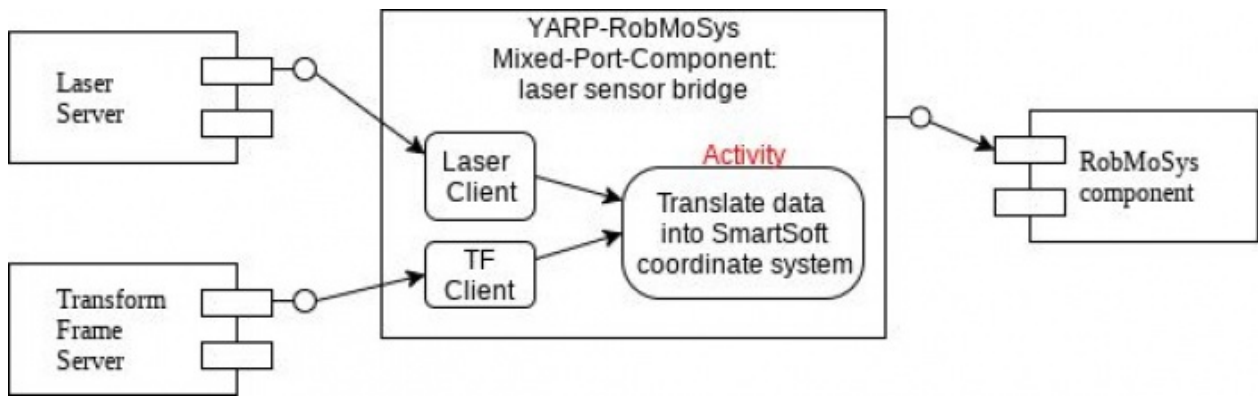 Laser
Server
Transform
Frame
Server
YARP-RobMoSys
Mixed-Port-Component:
laser sensor bridge
Laser
Client
TF
Client
Activity
Translate data
into SmartSoft
coordinate system
RobMoSys
component